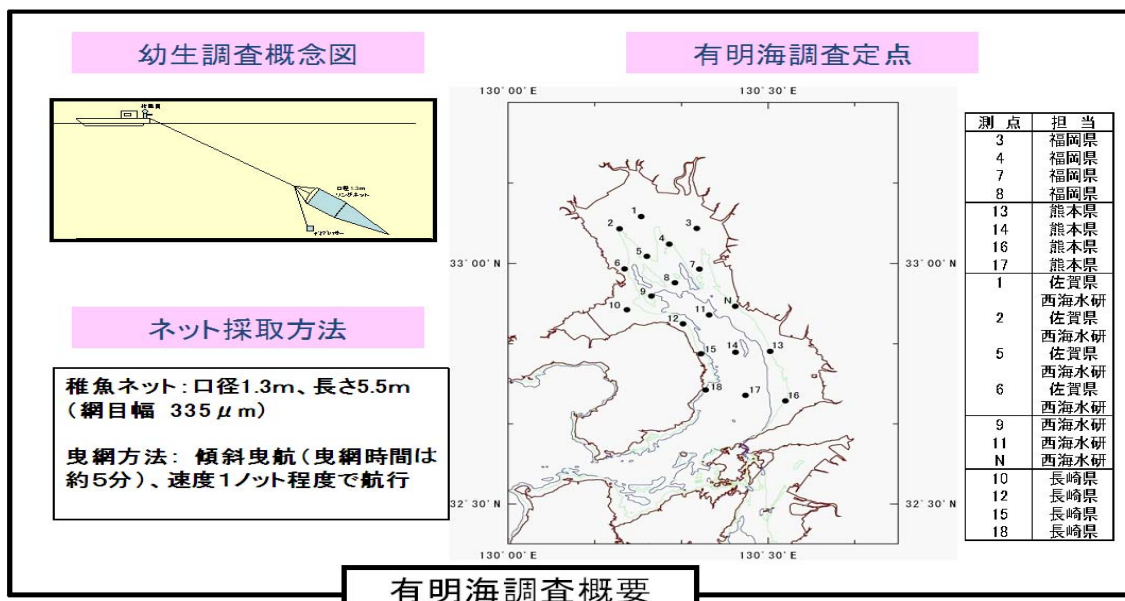 幼生調査概念図
有明海調査定点
口径1.3m
リングネット
130°00'E
130°30'E
1
2
3
4
5
6
7
33°00'N
33°00'N
8
9
N
10
11
12
15
14
13
18
17
16
32°30'N
32°30'N
130°00'E
130°30'E
測点 担当
3 福岡県
4 福岡県
7 福岡県
8 福岡県
13 熊本県
14 熊本県
16 熊本県
17 熊本県
1 佐賀県
西海水研
2 佐賀県
西海水研
5 佐賀県
西海水研
6 佐賀県
西海水研
9 西海水研
11 西海水研
N 西海水研
10 長崎県
12 長崎県
15 長崎県
18 長崎県
ネット採取方法
稚魚ネット:口径1.3m、長さ5.5m
(網目幅 335μm)
曳網方法: 傾斜曳航(曳網時間は
約5分)、速度1ノット程度で航行
有明海調査概要